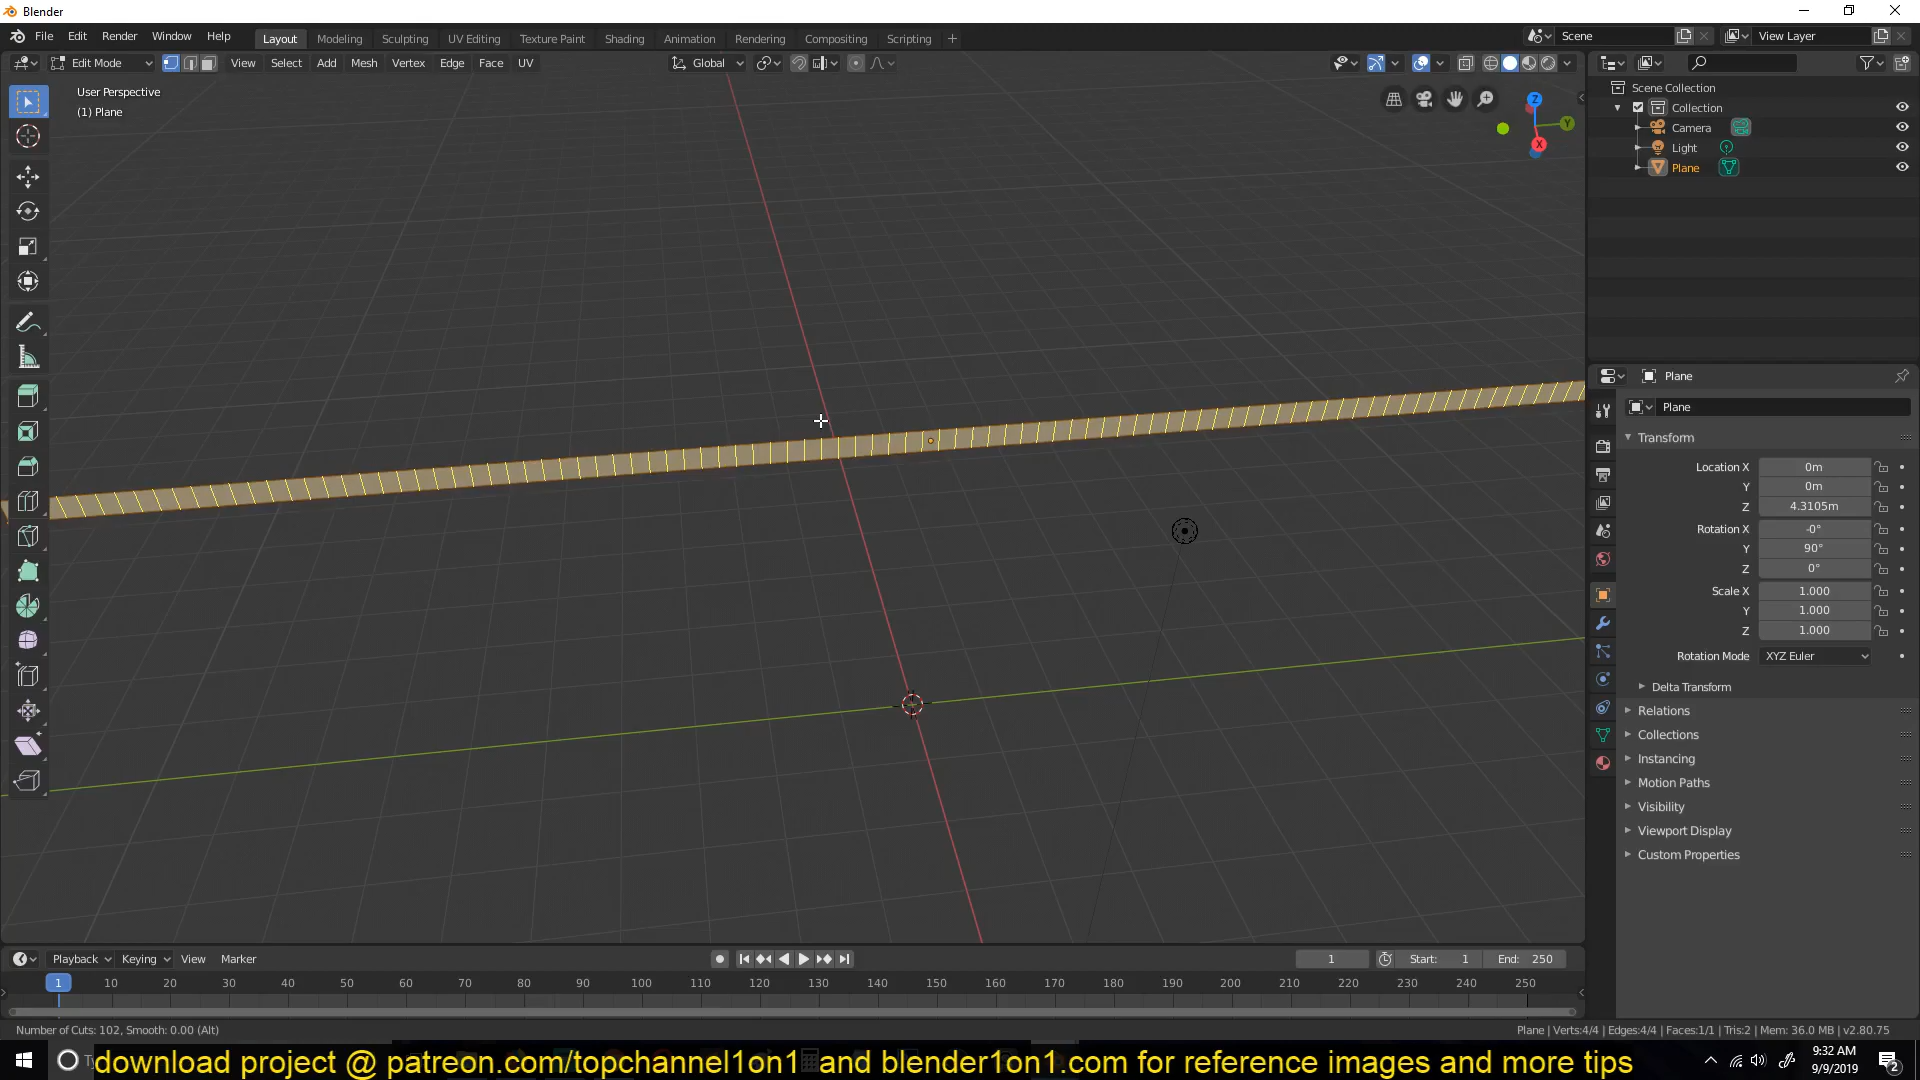 Blender
File Edit Render Window Help
Layout Modeling Sculpting UV Editing Texture Paint Shading Animation Rendering Compositing Scripting
Scene
View Layer
Edit Mode View Select Add Mesh Vertex Edge Face UV
Global
User Perspective
(1) Plane
Z
Y
X
Scene Collection
Collection
Camera
Light
Plane
Plane
Plane
Transform
Location X 0m
Y 0m
Z 4.3105m
Rotation X -0°
Y 90°
Z 0°
Scale X 1.000
Y 1.000
Z 1.000
Rotation Mode XYZ Euler
Delta Transform
Relations
Collections
Instancing
Motion Paths
Visibility
Viewport Display
Custom Properties
Playback Keying View Marker
1 Start: 1 End: 250
1 10 20 30 40 50 60 70 80 90 100 110 120 130 140 150 160 170 180 190 200 210 220 230 240 250
Number of Cuts: 102, Smooth: 0.00 (Alt)
Plane | Verts:4/4 | Edges:4/4 | Faces:1/1 | Tris:2 | Mem: 36.0 MB | v2.80.75
download project @ patreon.com/topchannel1on1 and blender1on1.com for reference images and more tips
9:32 AM
9/9/2019
2